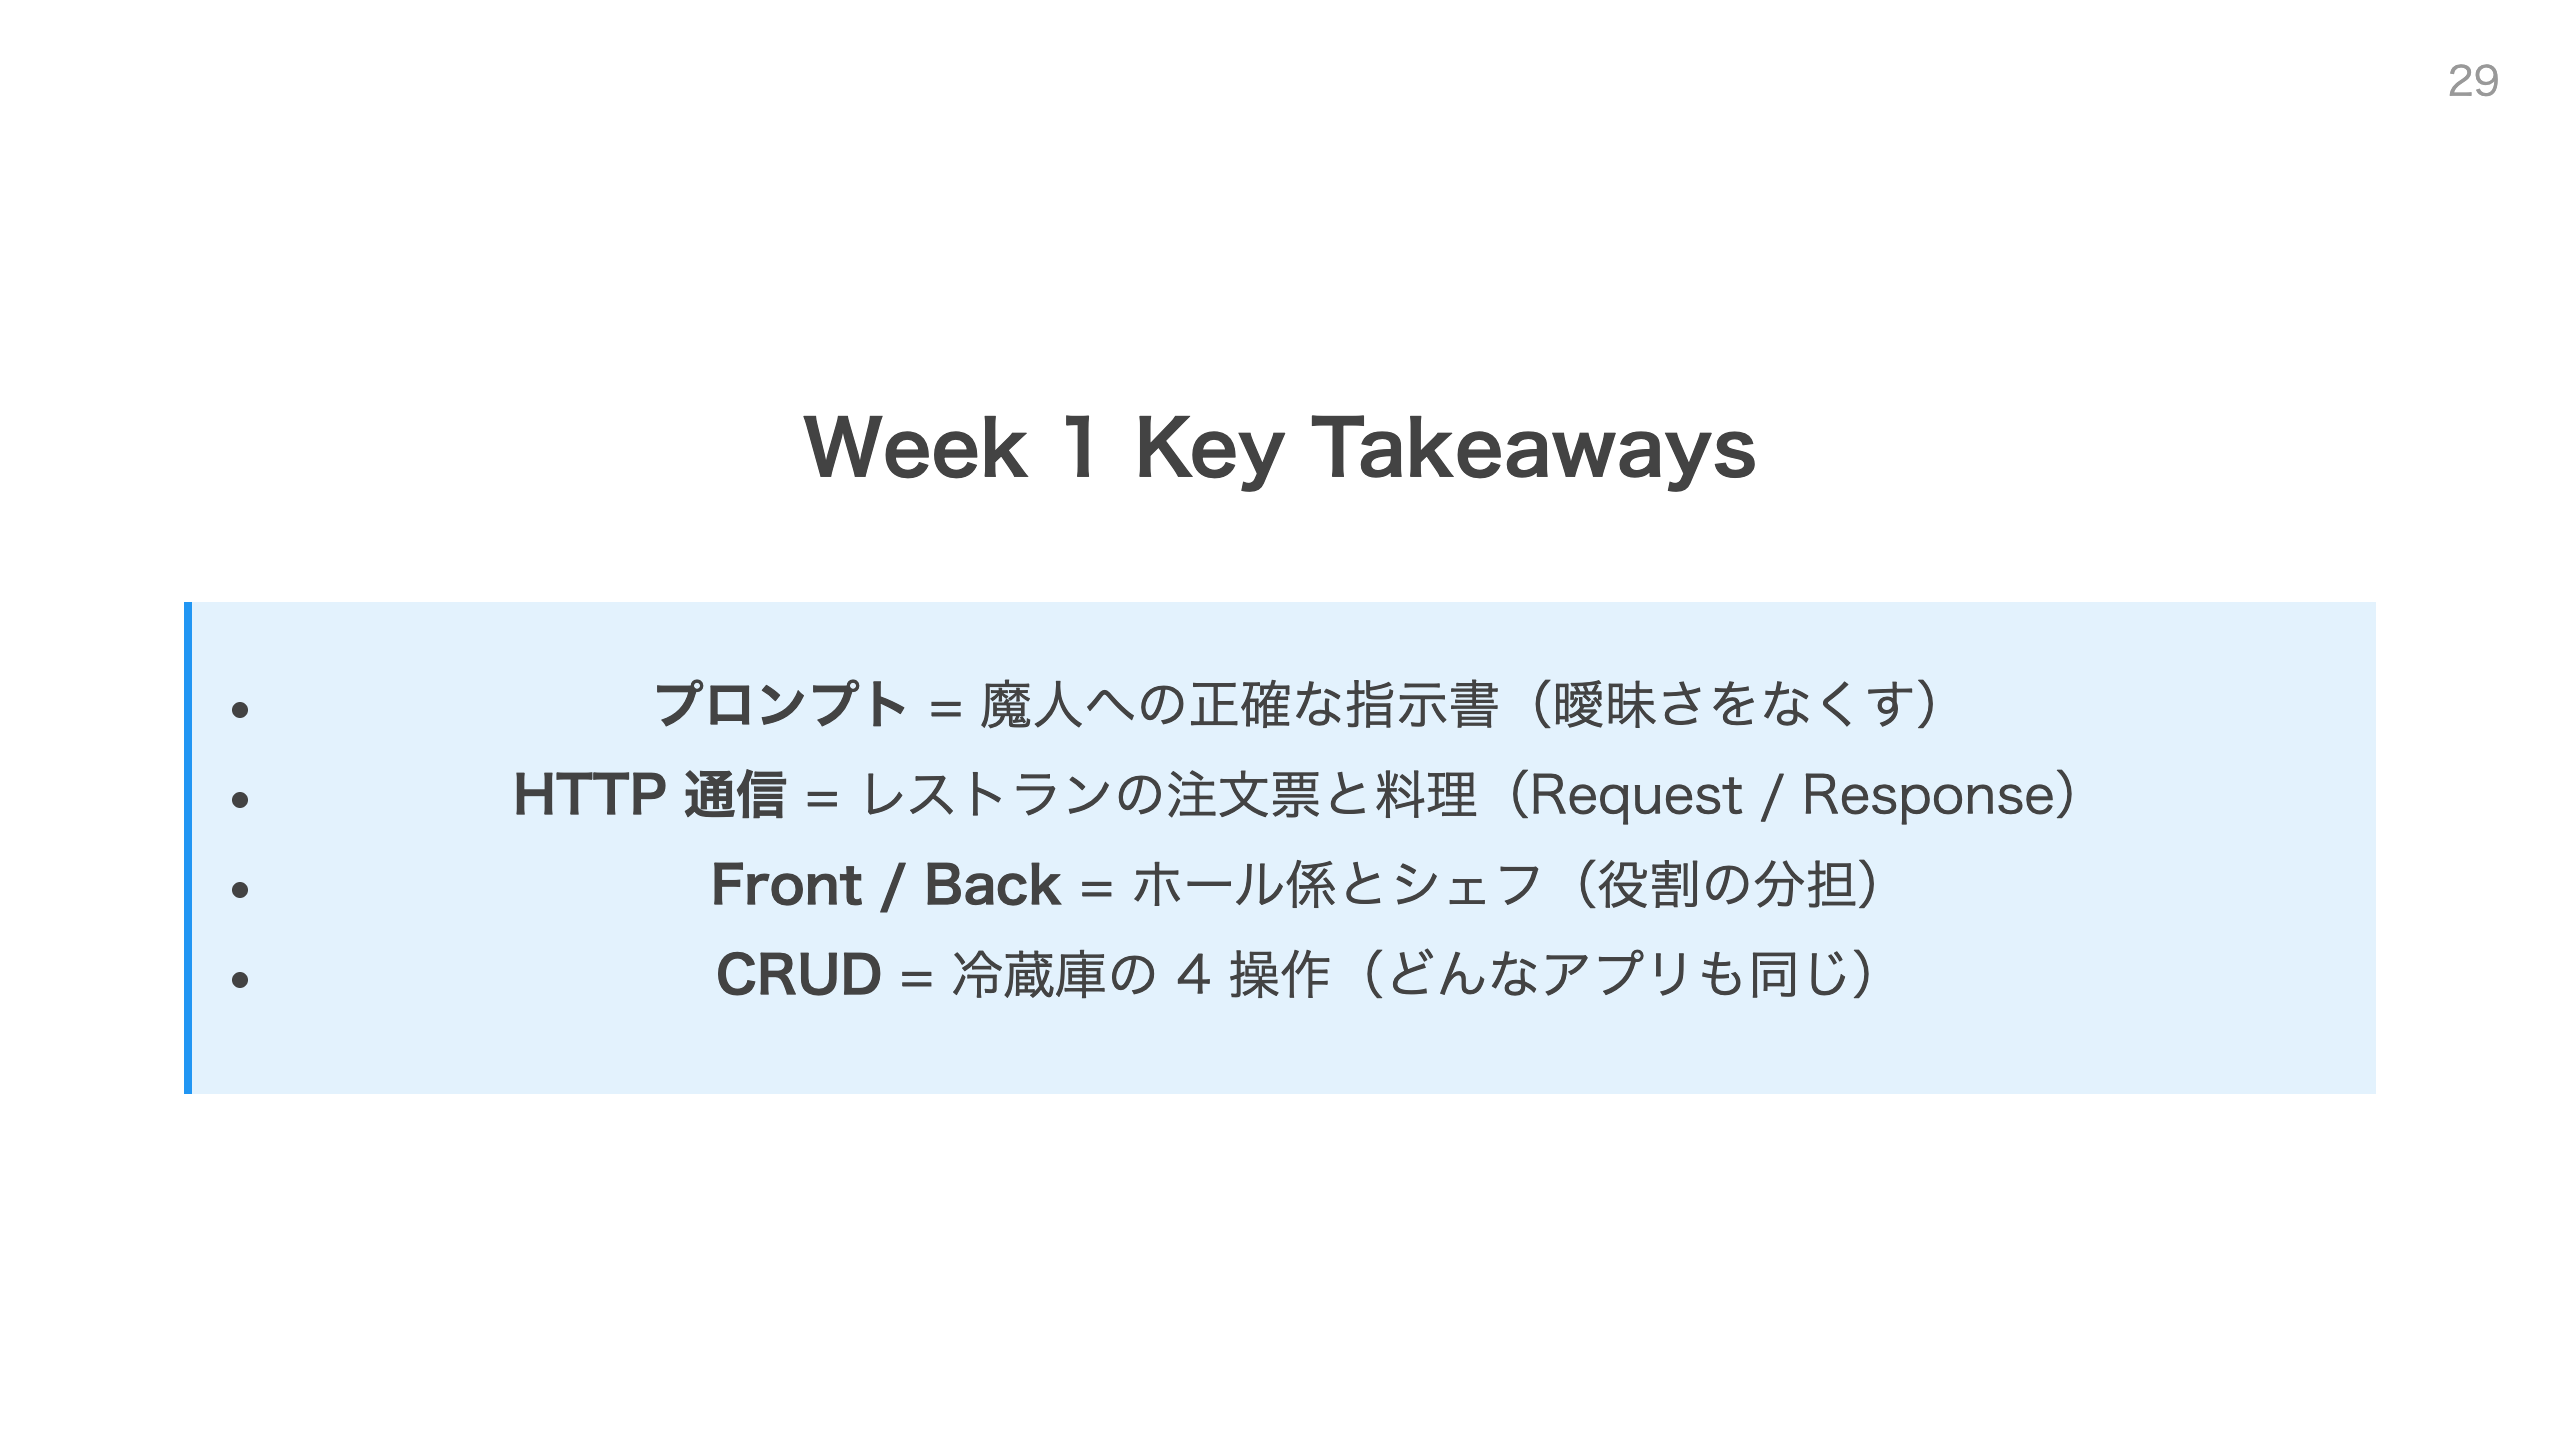 29
Week 1 Key Takeaways
• プロンプト = 魔人への正確な指示書（曖昧さをなくす）
• HTTP 通信 = レストランの注文票と料理（Request / Response）
• Front / Back = ホール係とシェフ（役割の分担）
• CRUD = 冷蔵庫の 4 操作（どんなアプリも同じ）